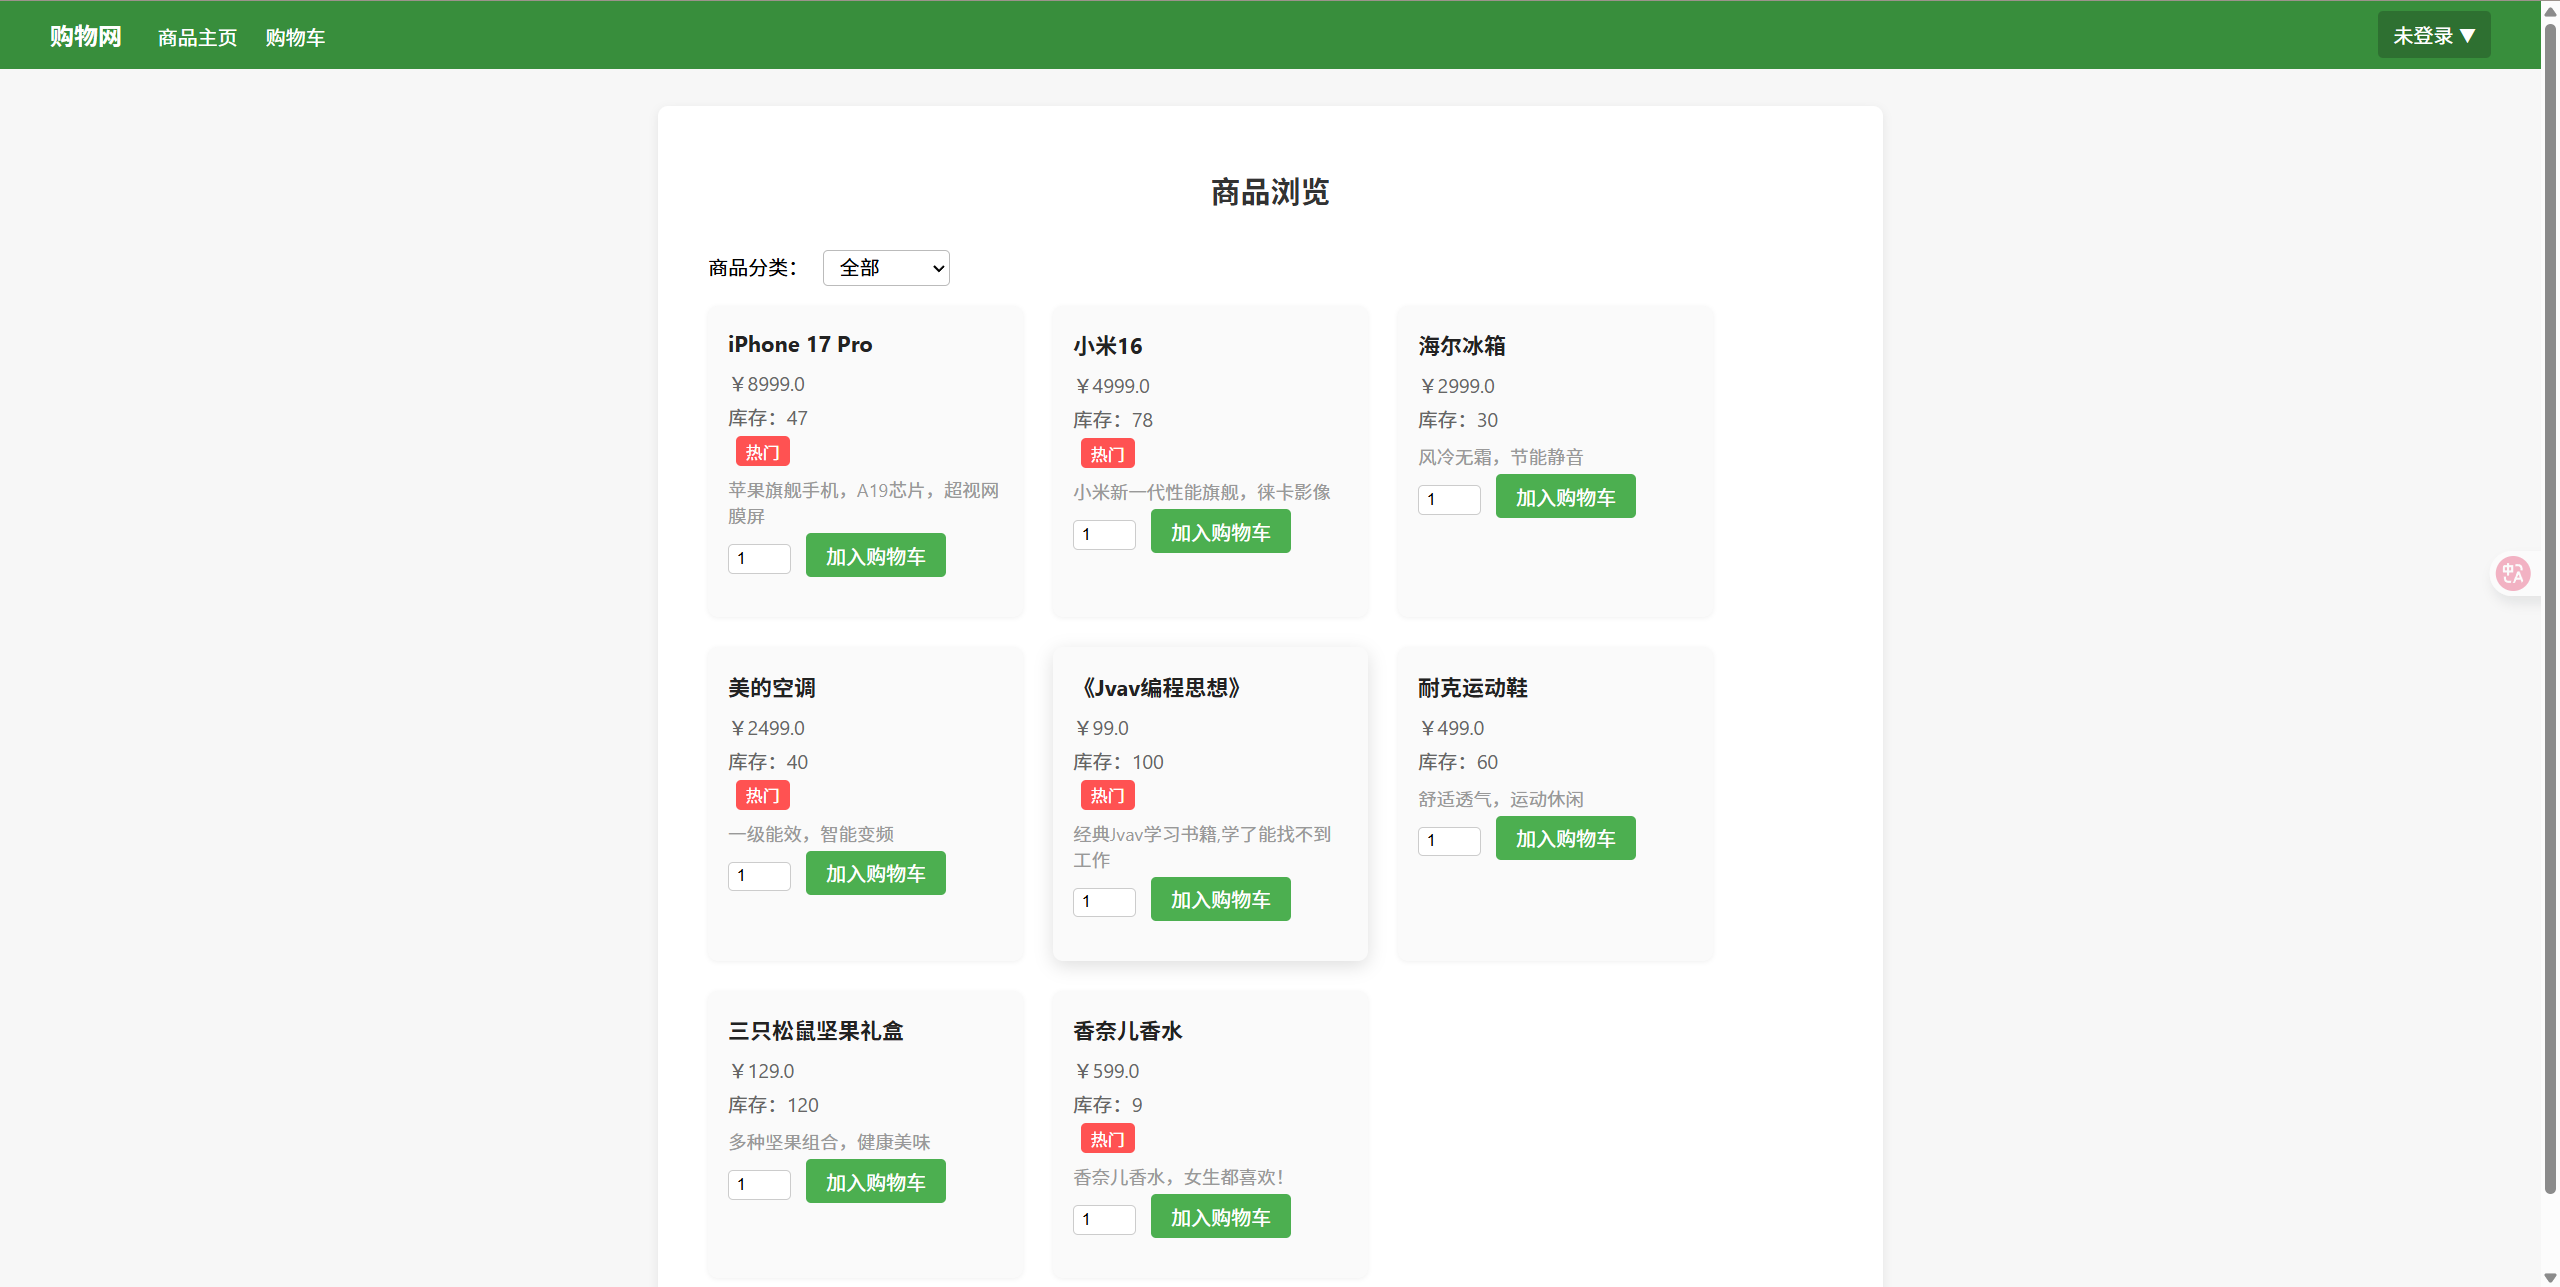 购物网 商品主页 购物车 未登录 ▼
商品浏览
商品分类： 全部
iPhone 17 Pro
￥8999.0
库存：47
热门
苹果旗舰手机，A19芯片，超视网
膜屏
1 加入购物车
小米16
￥4999.0
库存：78
热门
小米新一代性能旗舰，徕卡影像
1 加入购物车
海尔冰箱
￥2999.0
库存：30
风冷无霜，节能静音
1 加入购物车
美的空调
￥2499.0
库存：40
热门
一级能效，智能变频
1 加入购物车
《Jvav编程思想》
￥99.0
库存：100
热门
经典Jvav学习书籍,学了能找不到
工作
1 加入购物车
耐克运动鞋
￥499.0
库存：60
舒适透气，运动休闲
1 加入购物车
三只松鼠坚果礼盒
￥129.0
库存：120
多种坚果组合，健康美味
1 加入购物车
香奈儿香水
￥599.0
库存：9
热门
香奈儿香水，女生都喜欢！
1 加入购物车
中A